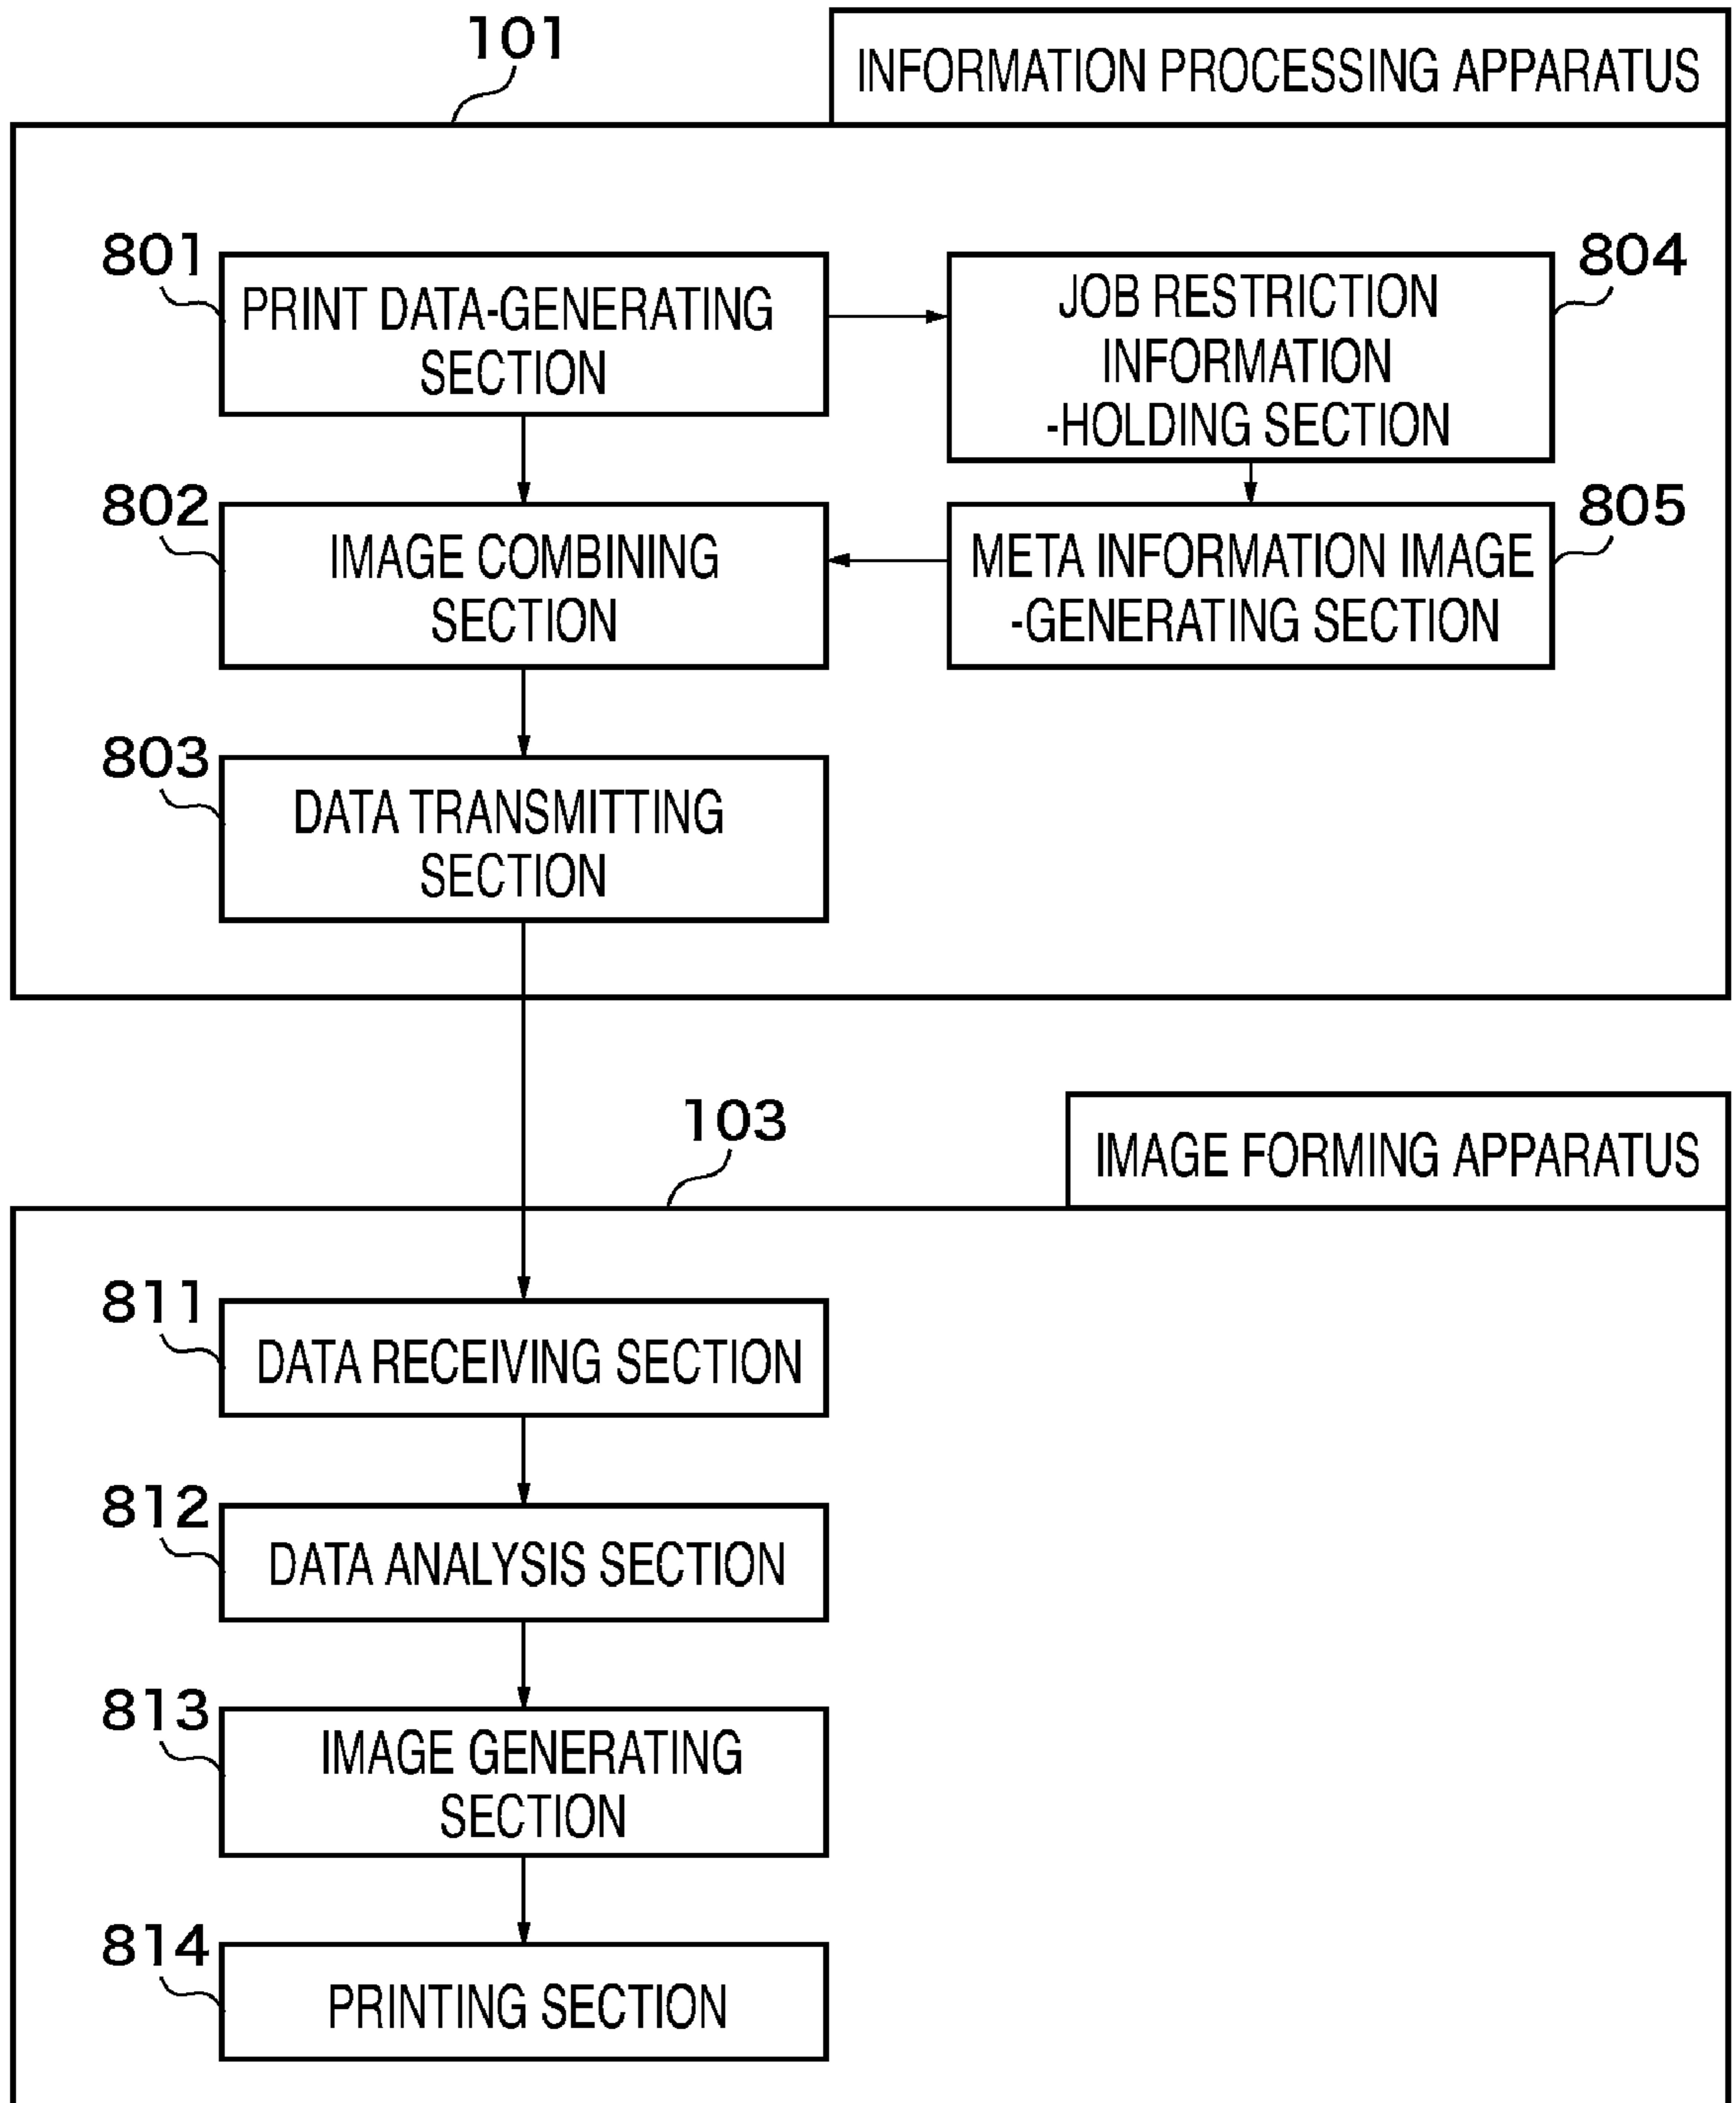 101
INFORMATION PROCESSING APPARATUS
801
PRINT DATA-GENERATING
SECTION
804
JOB RESTRICTION
INFORMATION
-HOLDING SECTION
802
IMAGE COMBINING
SECTION
805
META INFORMATION IMAGE
-GENERATING SECTION
803
DATA TRANSMITTING
SECTION
103
IMAGE FORMING APPARATUS
811
DATA RECEIVING SECTION
812
DATA ANALYSIS SECTION
813
IMAGE GENERATING
SECTION
814
PRINTING SECTION